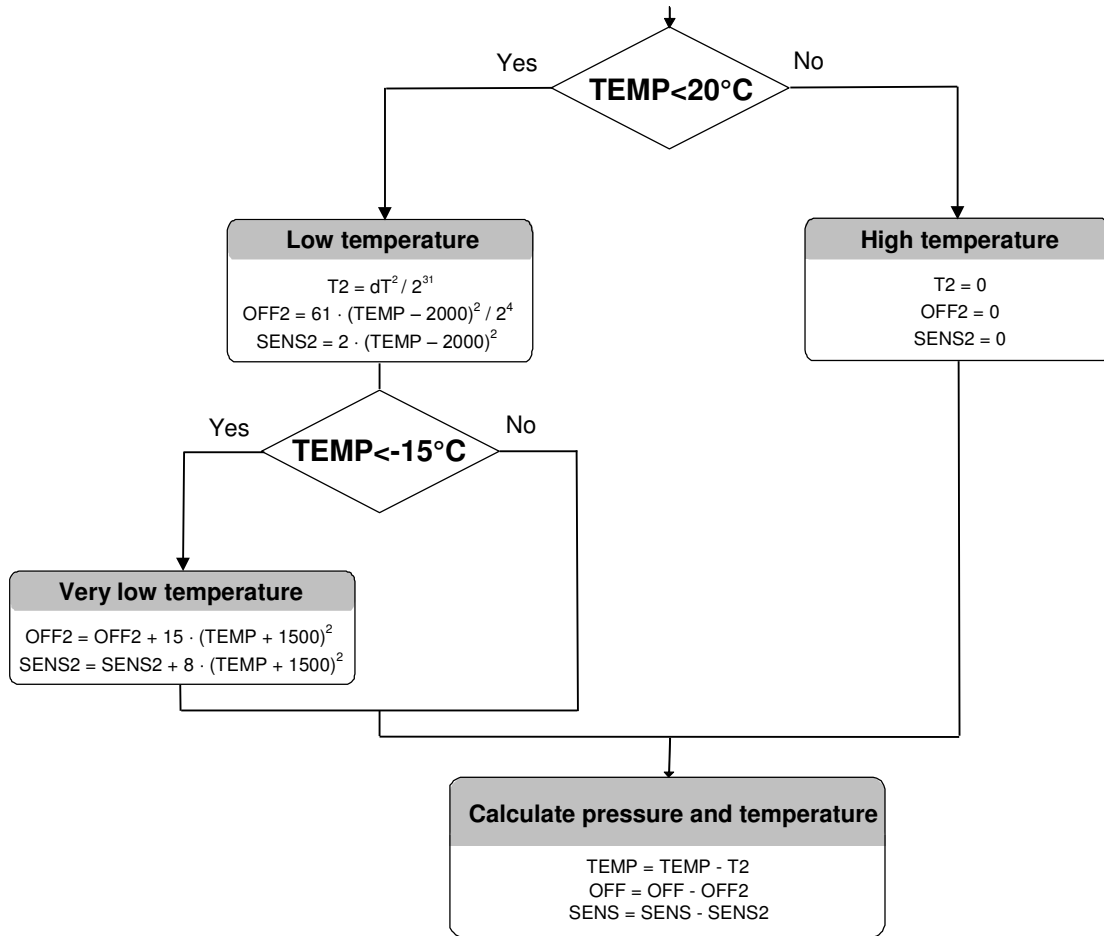 Yes
No
TEMP<20°C
Low temperature
T2 = dT² / 2³¹
OFF2 = 61 · (TEMP – 2000)² / 2⁴
SENS2 = 2 · (TEMP – 2000)²
High temperature
T2 = 0
OFF2 = 0
SENS2 = 0
Yes
No
TEMP<-15°C
Very low temperature
OFF2 = OFF2 + 15 · (TEMP + 1500)²
SENS2 = SENS2 + 8 · (TEMP + 1500)²
Calculate pressure and temperature
TEMP = TEMP - T2
OFF = OFF - OFF2
SENS = SENS - SENS2